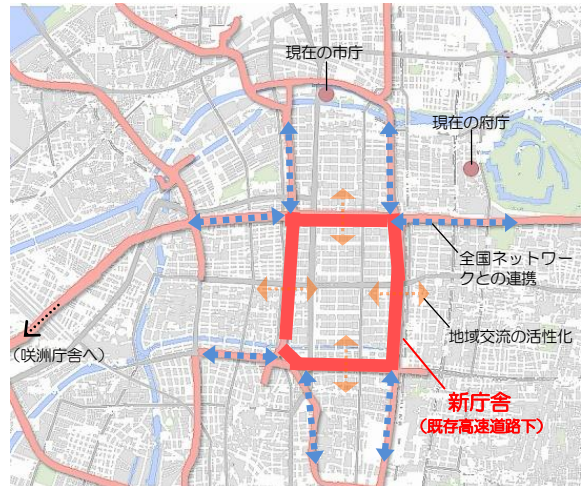 現在の市庁
現在の府庁
全国ネットワー
クとの連携
地域交流の活性化
(咲洲庁舎へ)
新庁舎
(既存高速道路下)